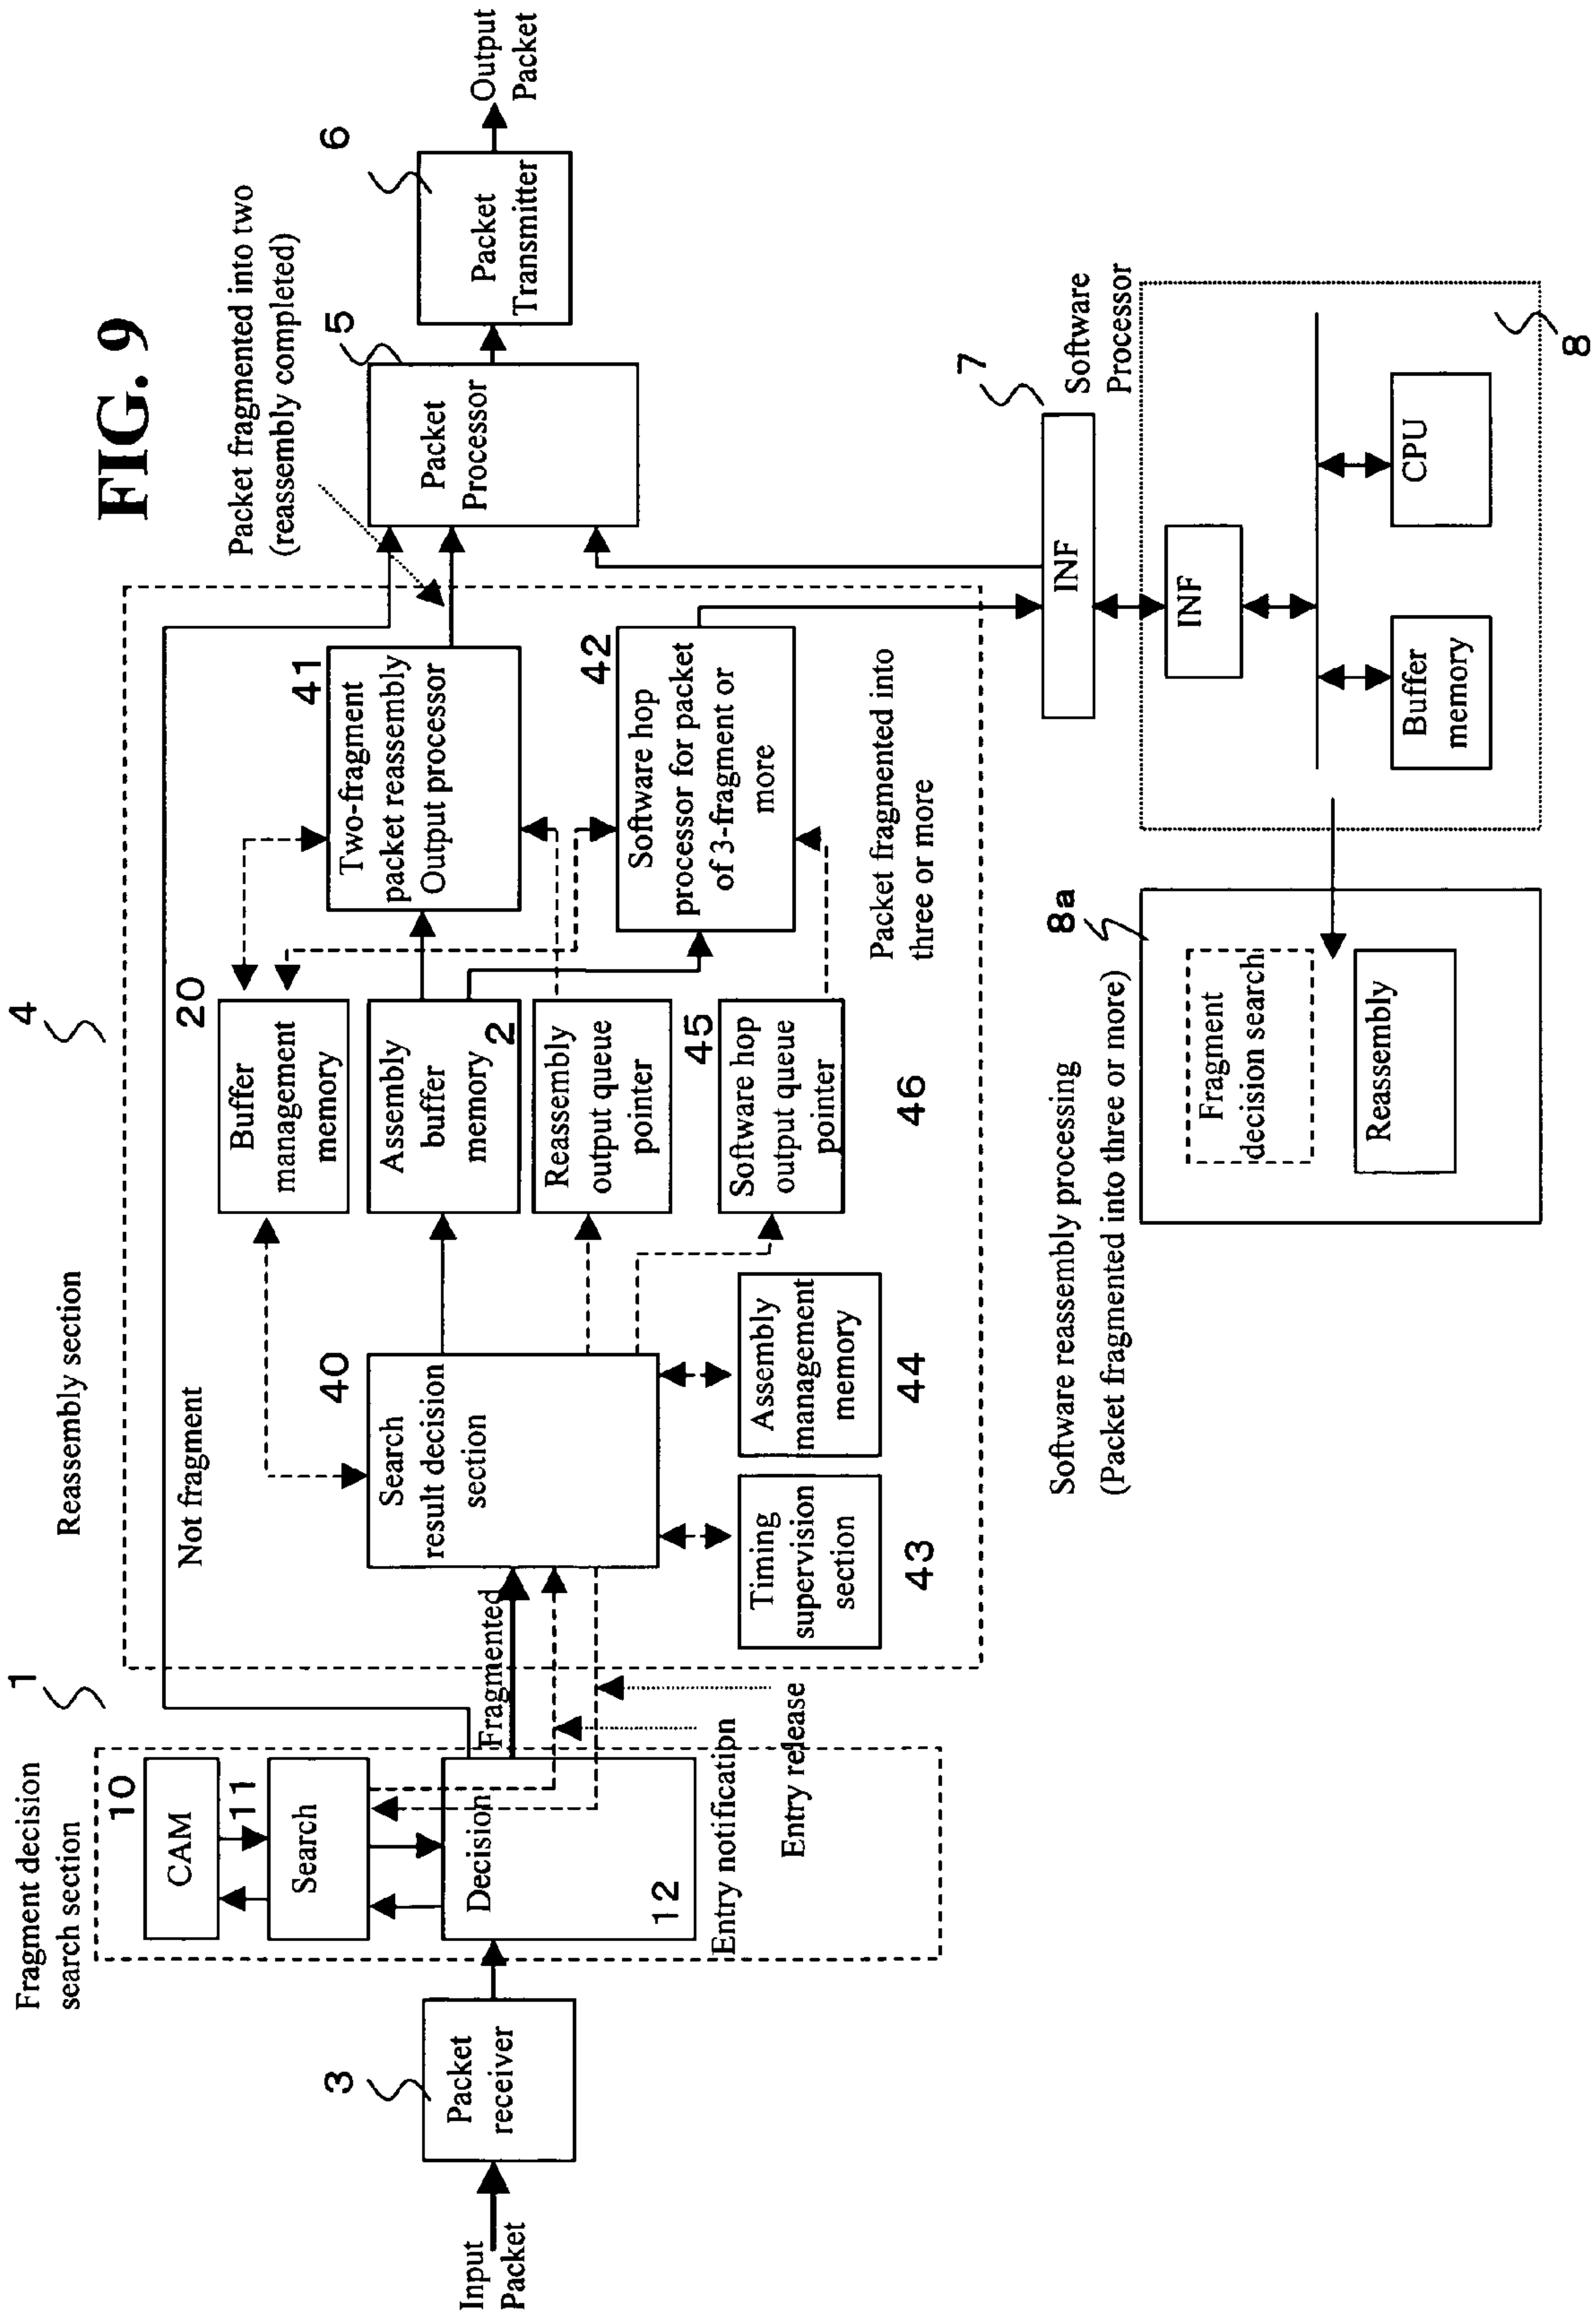 FIG. 9
Fragment decision
search section
1
Reassembly section
4
Packet fragmented into two
(reassembly completed)
Input
Packet
3
Packet
receiver
10
CAM
11
Search
Decision
12
Not fragment
Fragmented
Entry notification
Entry release
40
Search
result decision
section
Timing
supervision
section
43
Assembly
management
memory
44
20
Buffer
management
memory
Assembly
buffer
memory
2
Reassembly
output queue
pointer
45
Software hop
output queue
pointer
46
41
Two-fragment
packet reassembly
Output processor
42
Software hop
processor for packet
of 3-fragment or
more
Packet fragmented into
three or more
5
Packet
Processor
6
Packet
Transmitter
Output
Packet
7
INF
Software
Processor
INF
Buffer
memory
CPU
8
Software reassembly processing
(Packet fragmented into three or more)
8a
Fragment
decision search
Reassembly